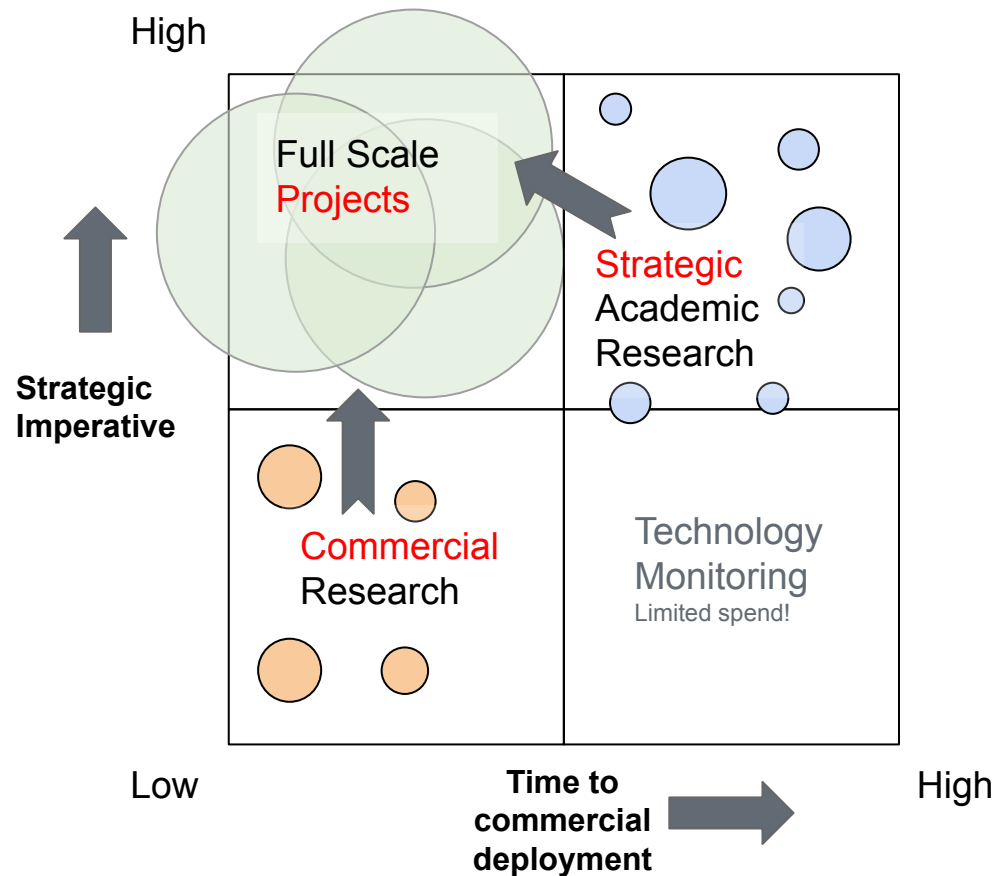 High
Full Scale
Projects
Strategic
Academic
Research
Strategic
Imperative
Commercial
Research
Technology
Monitoring
Limited spend!
Low
Time to
commercial
deployment
High